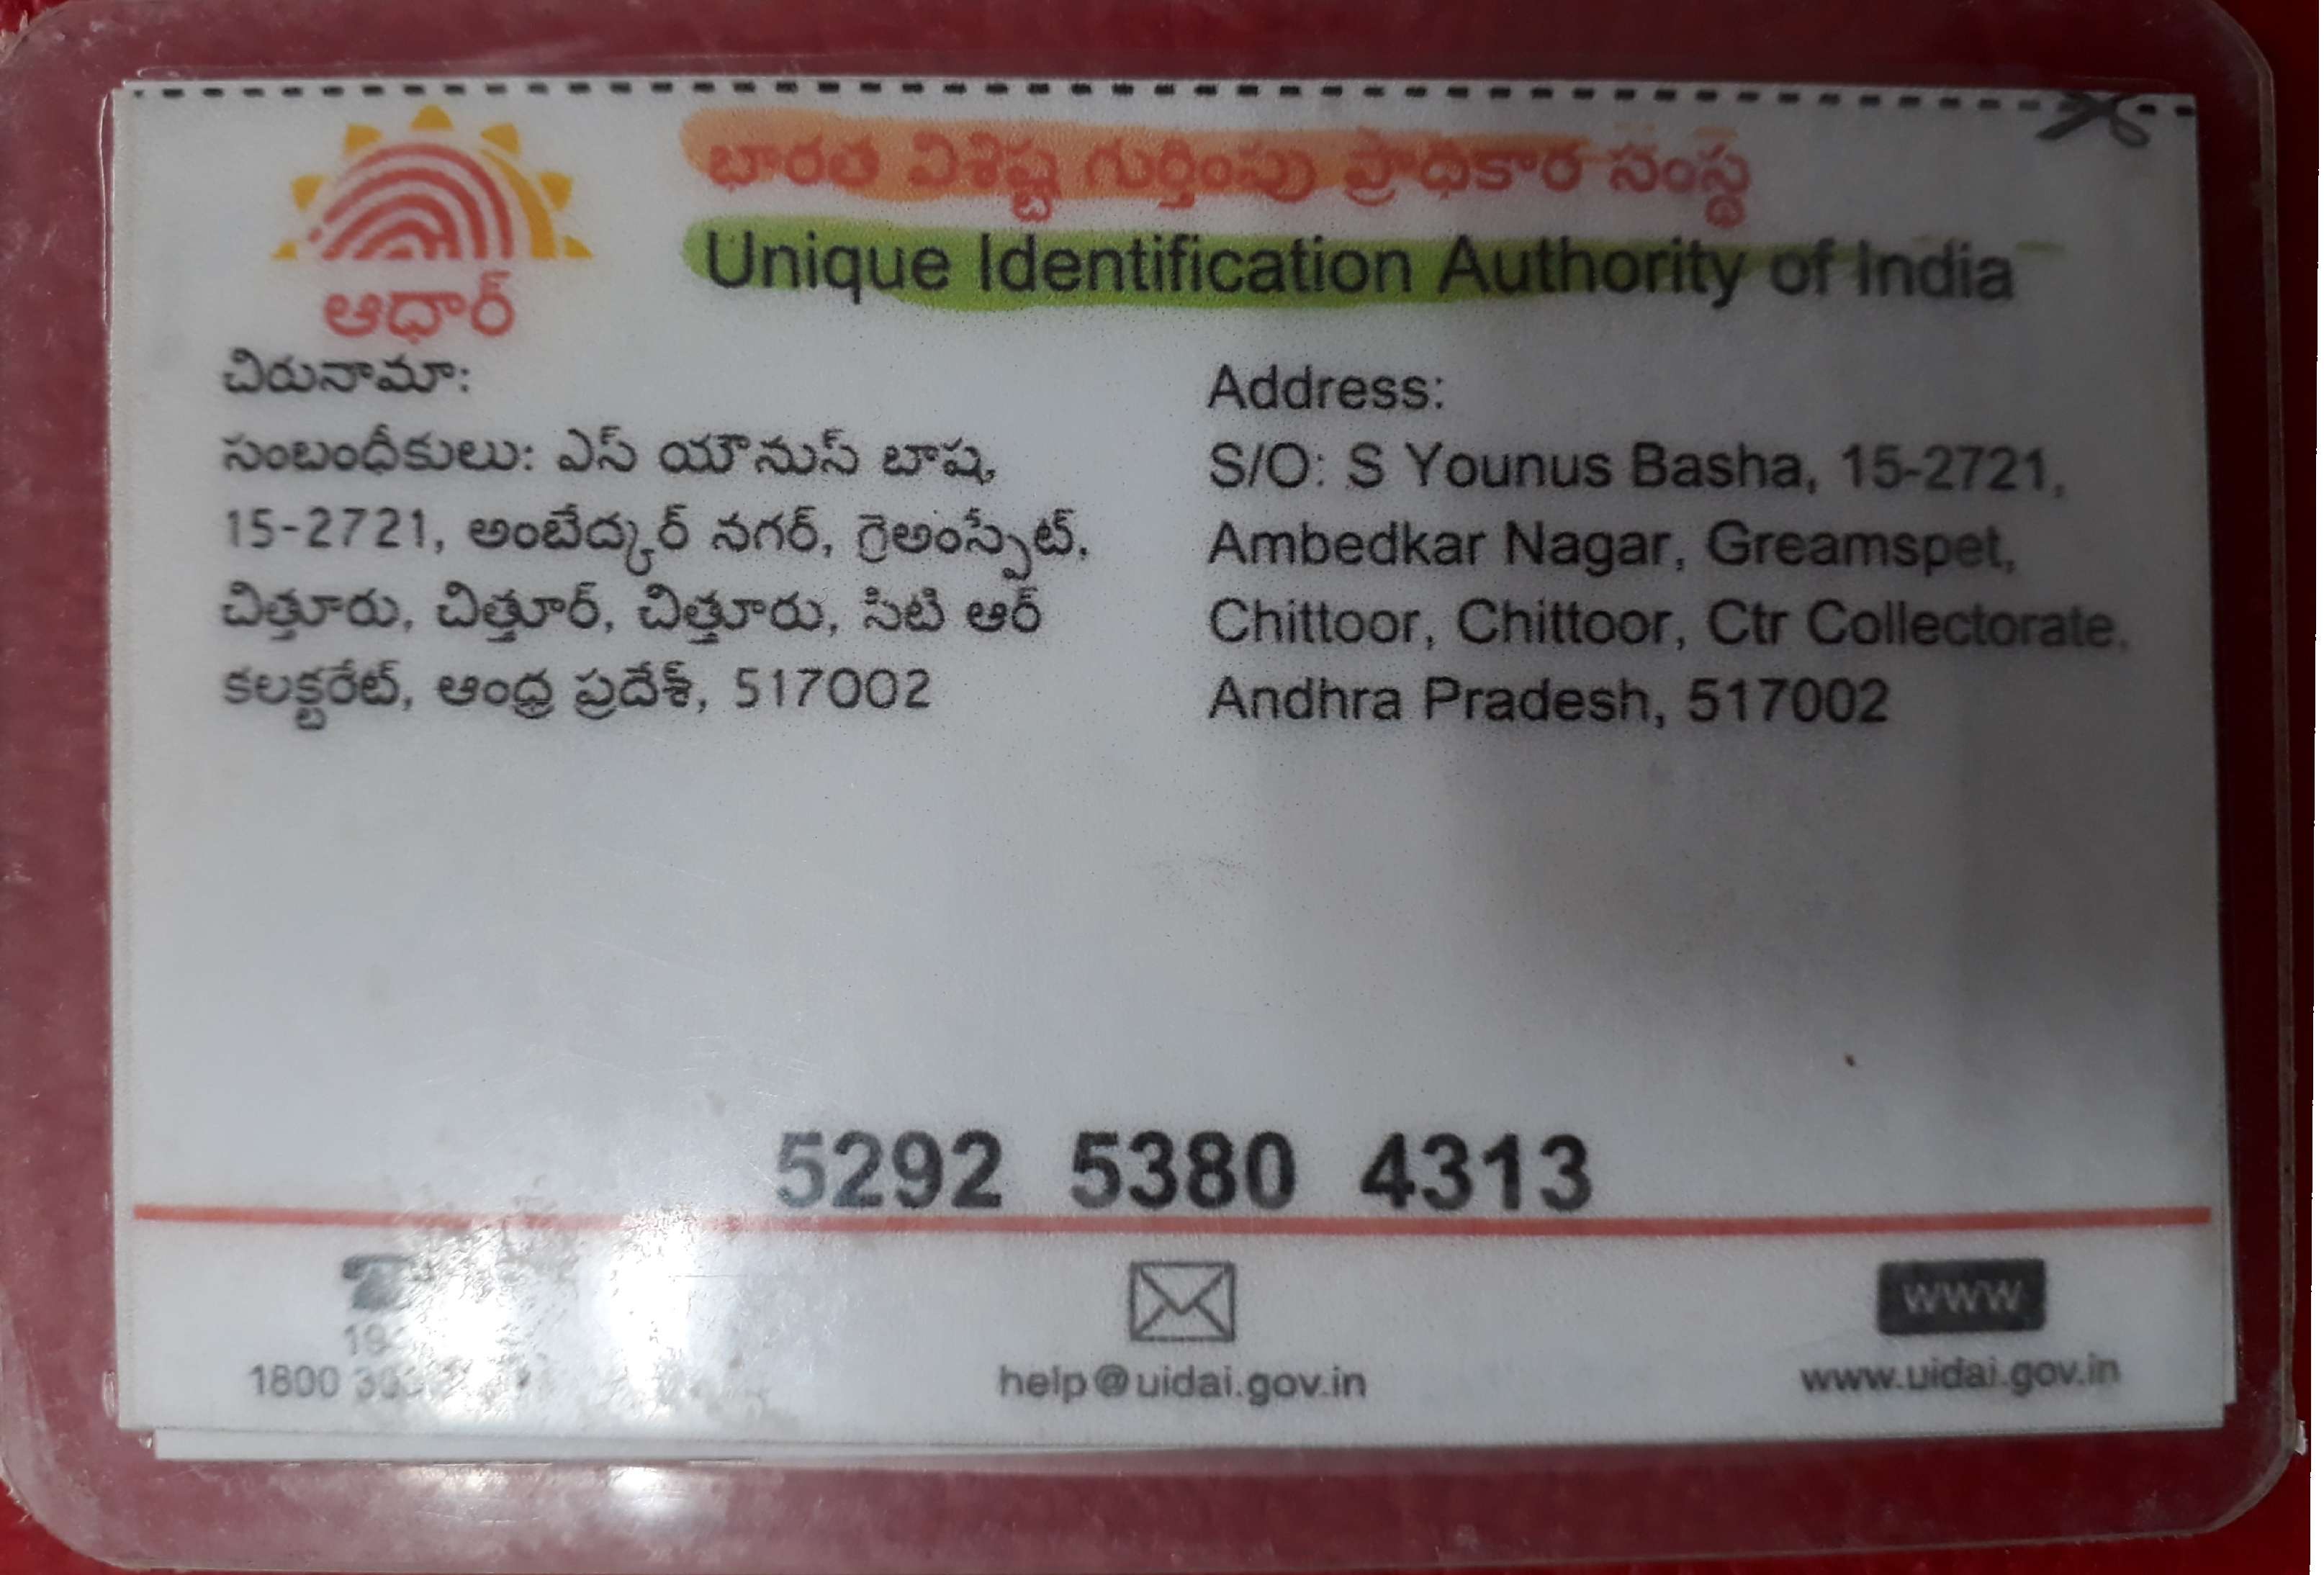 భారత విశిష్ట గుర్తింపు ప్రాధికార సంస్థ
Unique Identification Authority of India
ఆధార్
చిరునామా:
సంబంధీకులు: ఎస్ యౌనుస్ బాష,
15-2721, అంబేద్కర్ నగర్, గ్రెఅంస్పేట్,
చిత్తూరు, చిత్తూర్, చిత్తూరు, సిటి ఆర్
కలక్టరేట్, ఆంధ్ర ప్రదేశ్, 517002
Address:
S/O: S Younus Basha, 15-2721,
Ambedkar Nagar, Greamspet,
Chittoor, Chittoor, Ctr Collectorate,
Andhra Pradesh, 517002
5292 5380 4313
1800
help@uidai.gov.in
www
www.uidai.gov.in